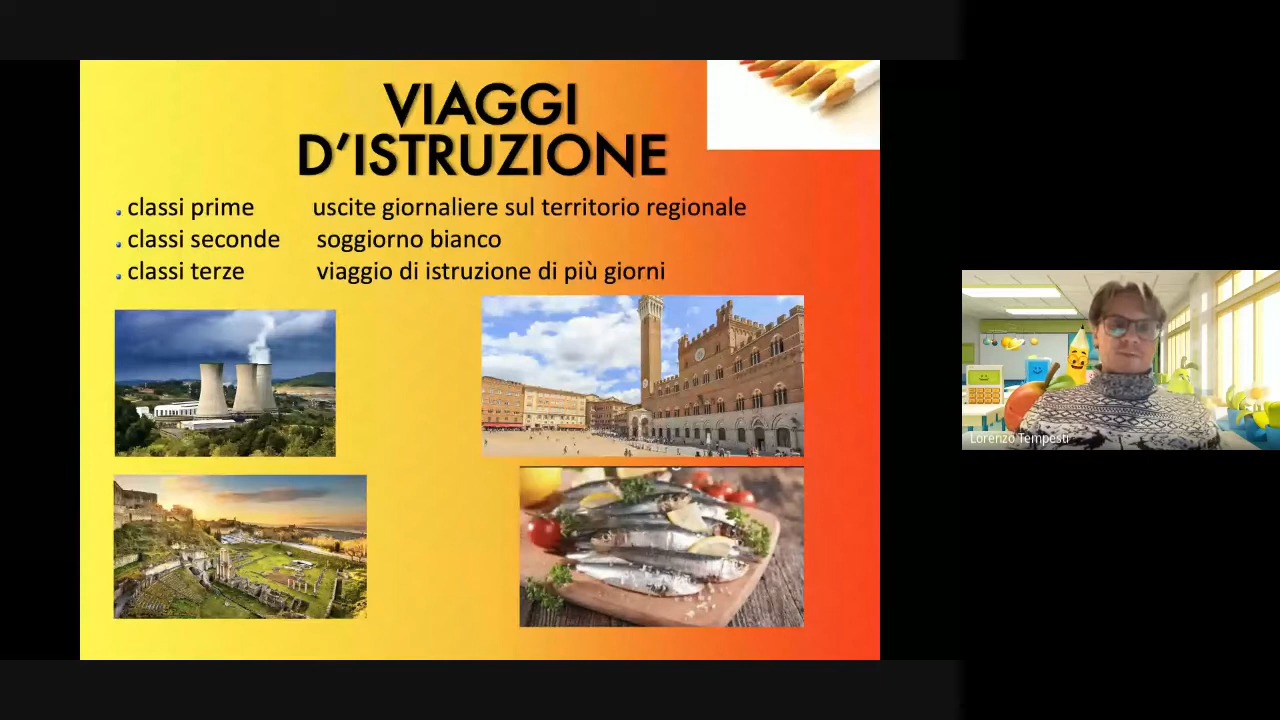 VIAGGI
D'ISTRUZIONE
classi prime uscite giornaliere sul territorio regionale
classi seconde soggiorno bianco
classi terze viaggio di istruzione di più giorni
Lorenzo Tempesti